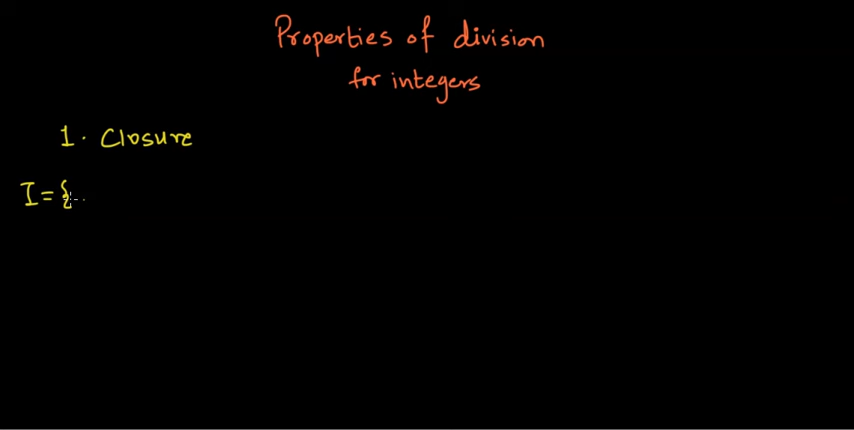 Properties of division
for integers
1. Closure
I = {...